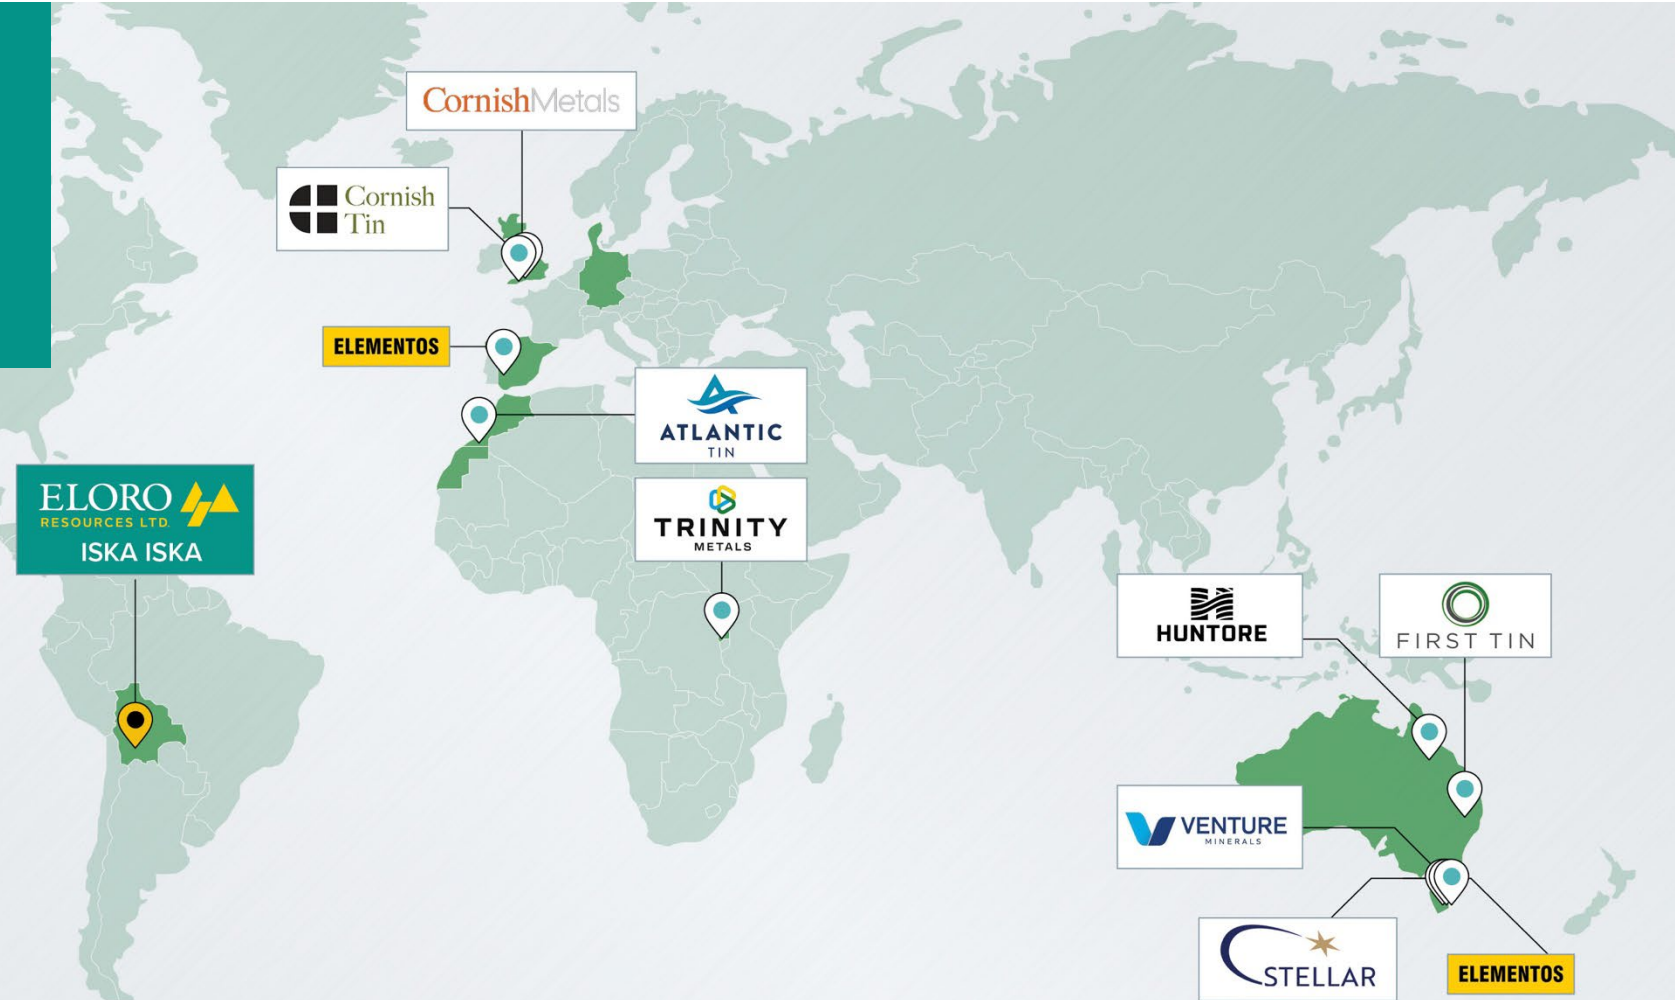 CornishMetals
Cornish
Tin
ELEMENTOS
ATLANTIC
TIN
ELORO
RESOURCES LTD.
ISKA ISKA
TRINITY
METALS
HUNTORE
FIRST TIN
VENTURE
MINERALS
STELLAR
ELEMENTOS